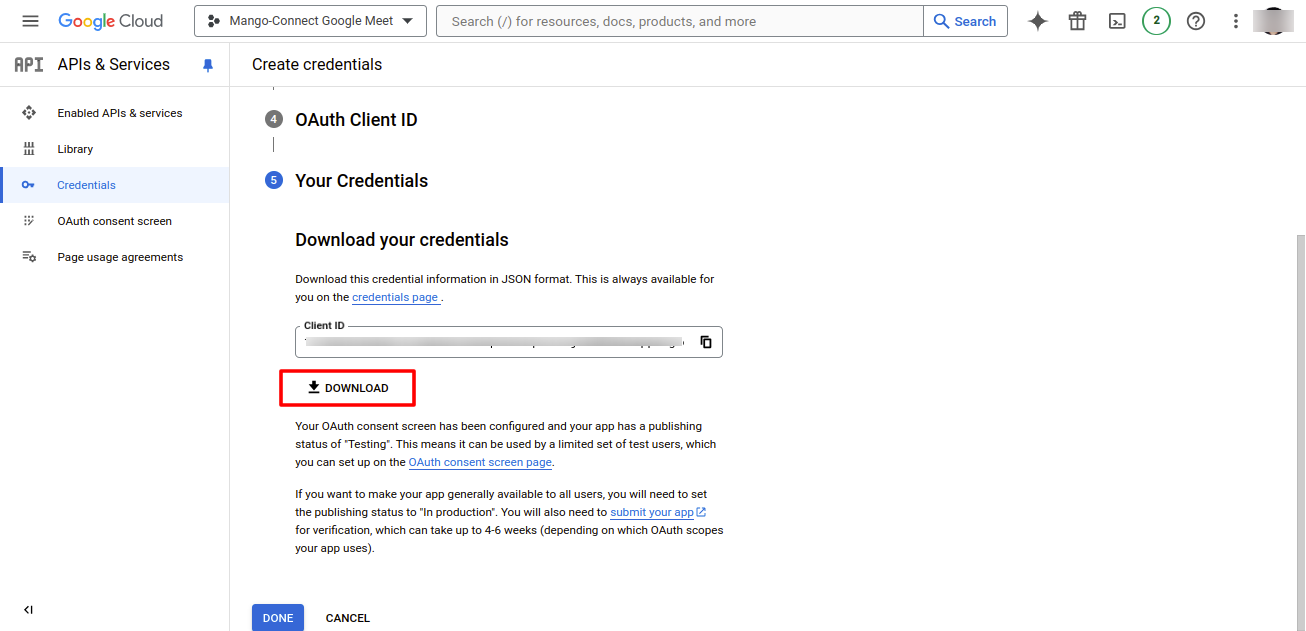 Google Cloud
Mango-Connect Google Meet
Search (/) for resources, docs, products, and more
Search
2
API
APIs & Services
Create credentials
Enabled APIs & services
Library
Credentials
OAuth consent screen
Page usage agreements
4
OAuth Client ID
5
Your Credentials
Download your credentials
Download this credential information in JSON format. This is always available for
you on the credentials page .
Client ID
DOWNLOAD
Your OAuth consent screen has been configured and your app has a publishing
status of "Testing". This means it can be used by a limited set of test users, which
you can set up on the OAuth consent screen page.
If you want to make your app generally available to all users, you will need to set
the publishing status to "In production". You will also need to submit your app
for verification, which can take up to 4-6 weeks (depending on which OAuth scopes
your app uses).
DONE
CANCEL